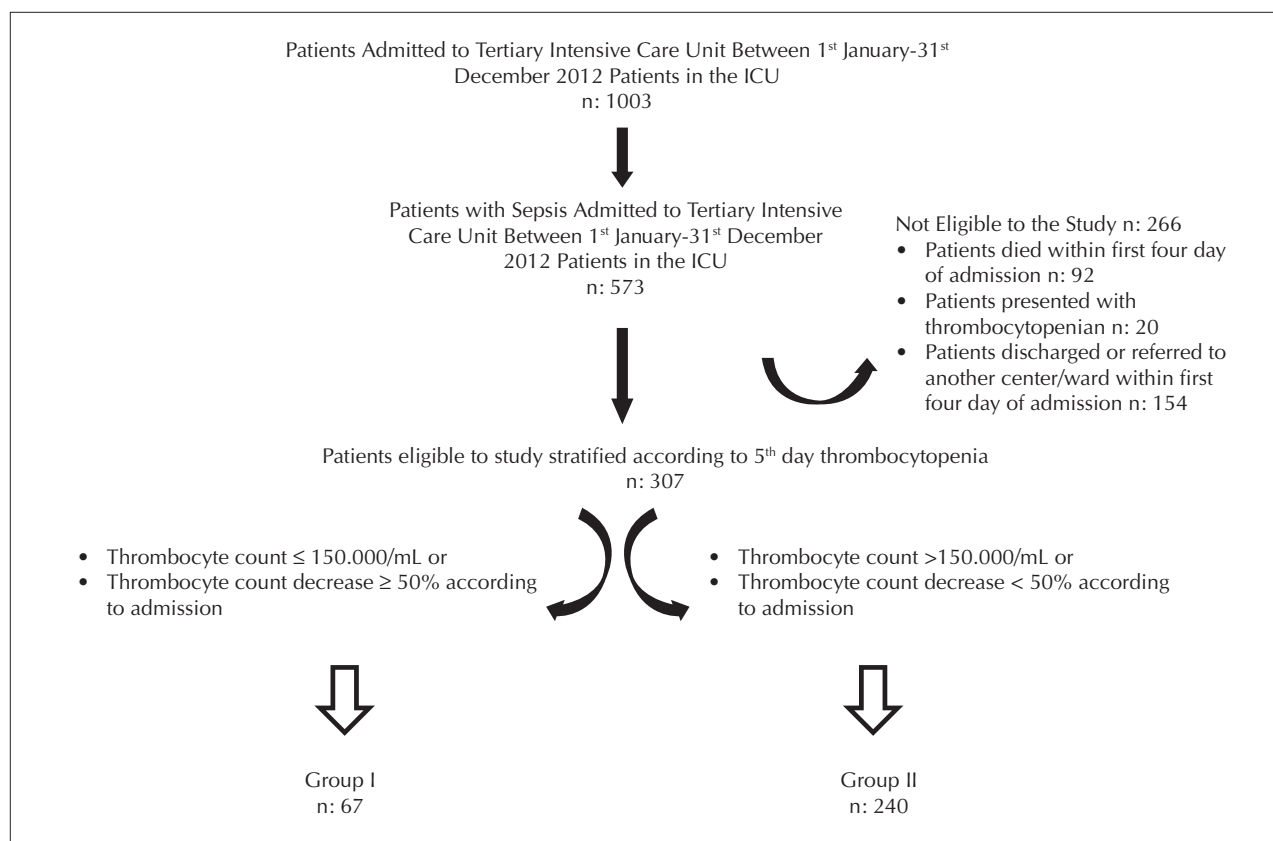 Patients Admitted to Tertiary Intensive Care Unit Between 1st January-31st
December 2012 Patients in the ICU
n: 1003
Patients with Sepsis Admitted to Tertiary Intensive
Care Unit Between 1st January-31st December
2012 Patients in the ICU
n: 573
Not Eligible to the Study n: 266
• Patients died within first four day
of admission n: 92
• Patients presented with
thrombocytopenian n: 20
• Patients discharged or referred to
another center/ward within first
four day of admission n: 154
Patients eligible to study stratified according to 5th day thrombocytopenia
n: 307
• Thrombocyte count ≤ 150.000/mL or
• Thrombocyte count decrease ≥ 50% according
to admission
• Thrombocyte count >150.000/mL or
• Thrombocyte count decrease < 50% according
to admission
Group I
n: 67
Group II
n: 240